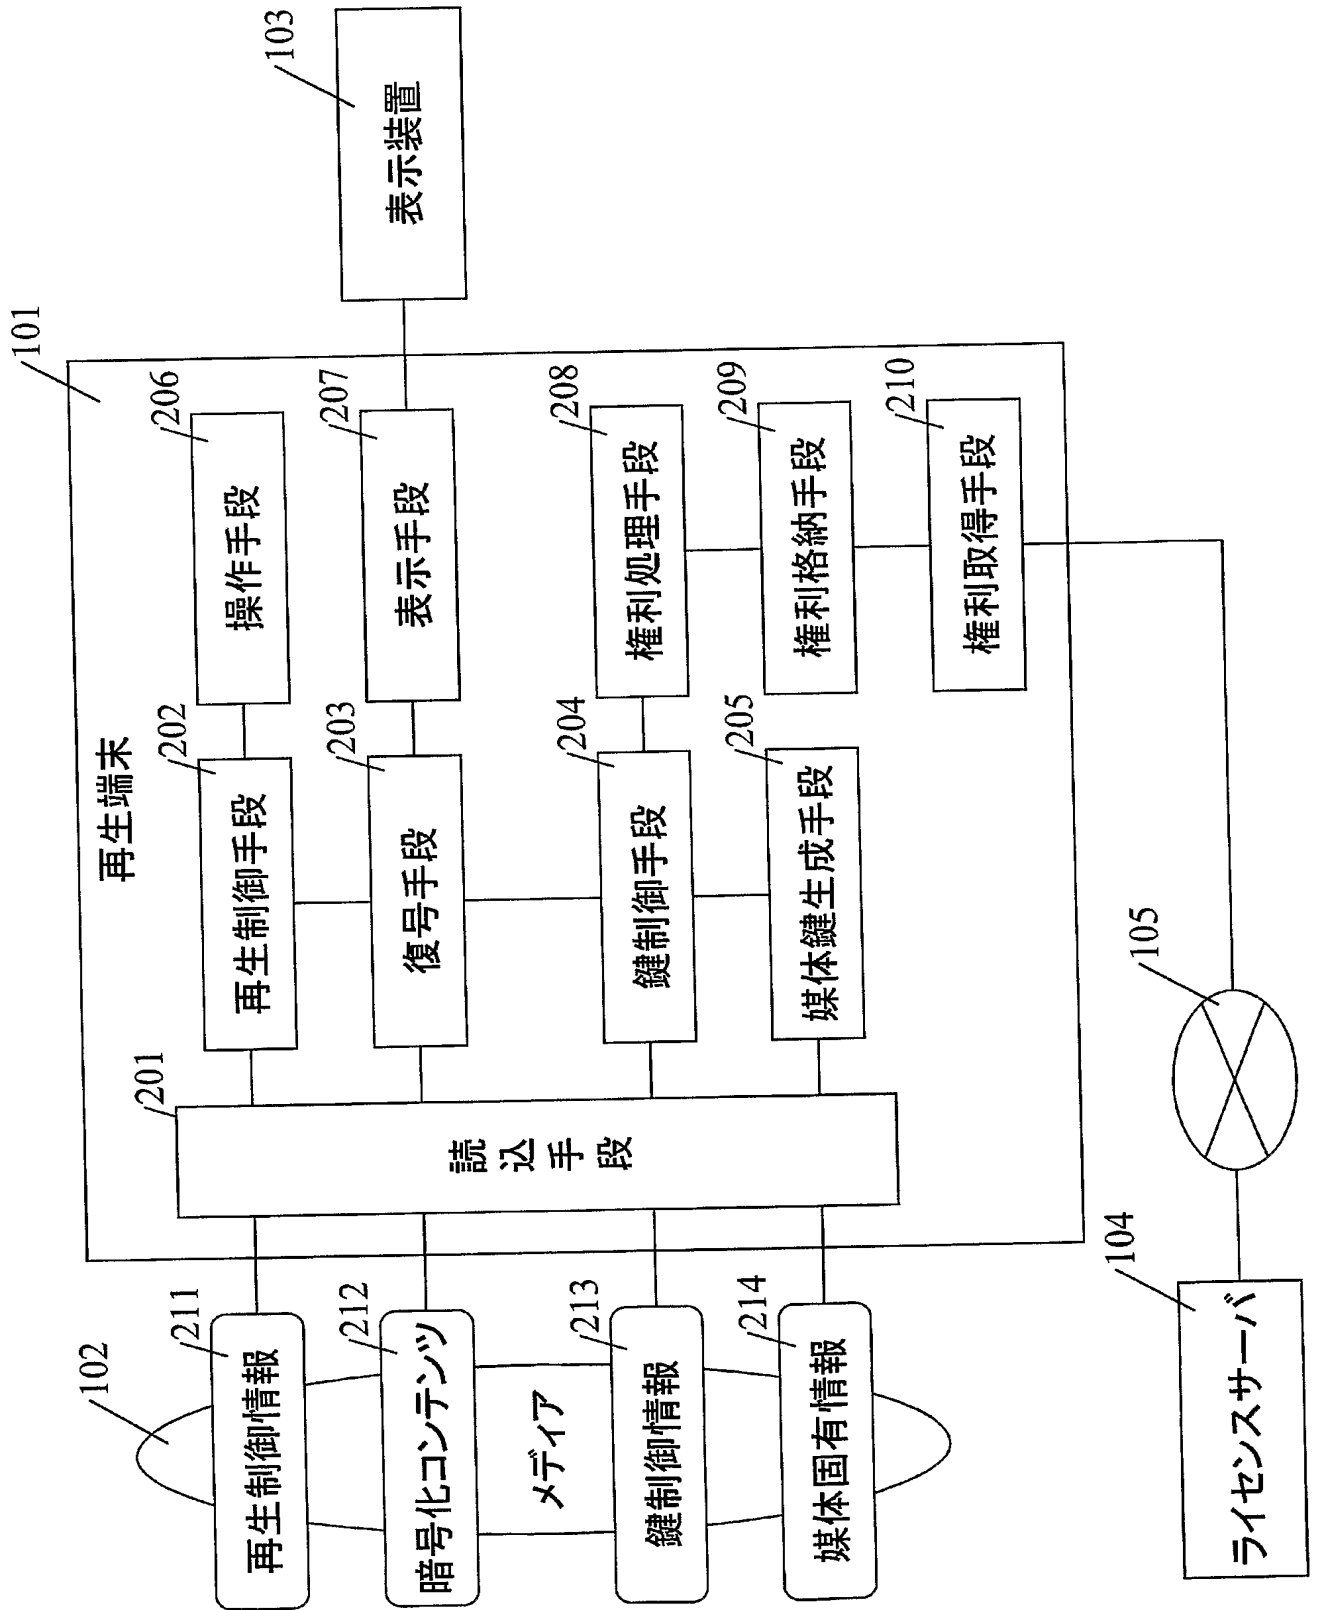 101
再生端末
102
メディア
211
再生制御情報
212
暗号化コンテンツ
213
鍵制御情報
214
媒体固有情報
201
読込手段
202
再生制御手段
203
復号手段
204
鍵制御手段
205
媒体鍵生成手段
206
操作手段
207
表示手段
208
権利処理手段
209
権利格納手段
210
権利取得手段
103
表示装置
104
ライセンスサーバ
105